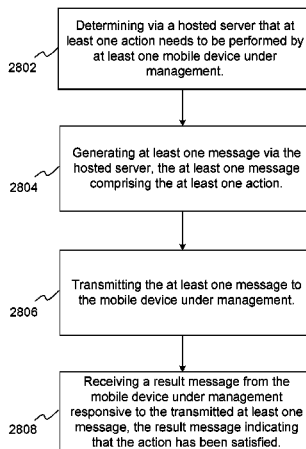 Determining via a hosted server that at
least one action needs to be performed by
at least one mobile device under
management.
2802
Generating at least one message via the
hosted server, the at least one message
comprising the at least one action.
2804
Transmitting the at least one message to
the mobile device under management.
2806
Receiving a result message from the
mobile device under management
responsive to the transmitted at least one
message, the result message indicating
that the action has been satisfied.
2808